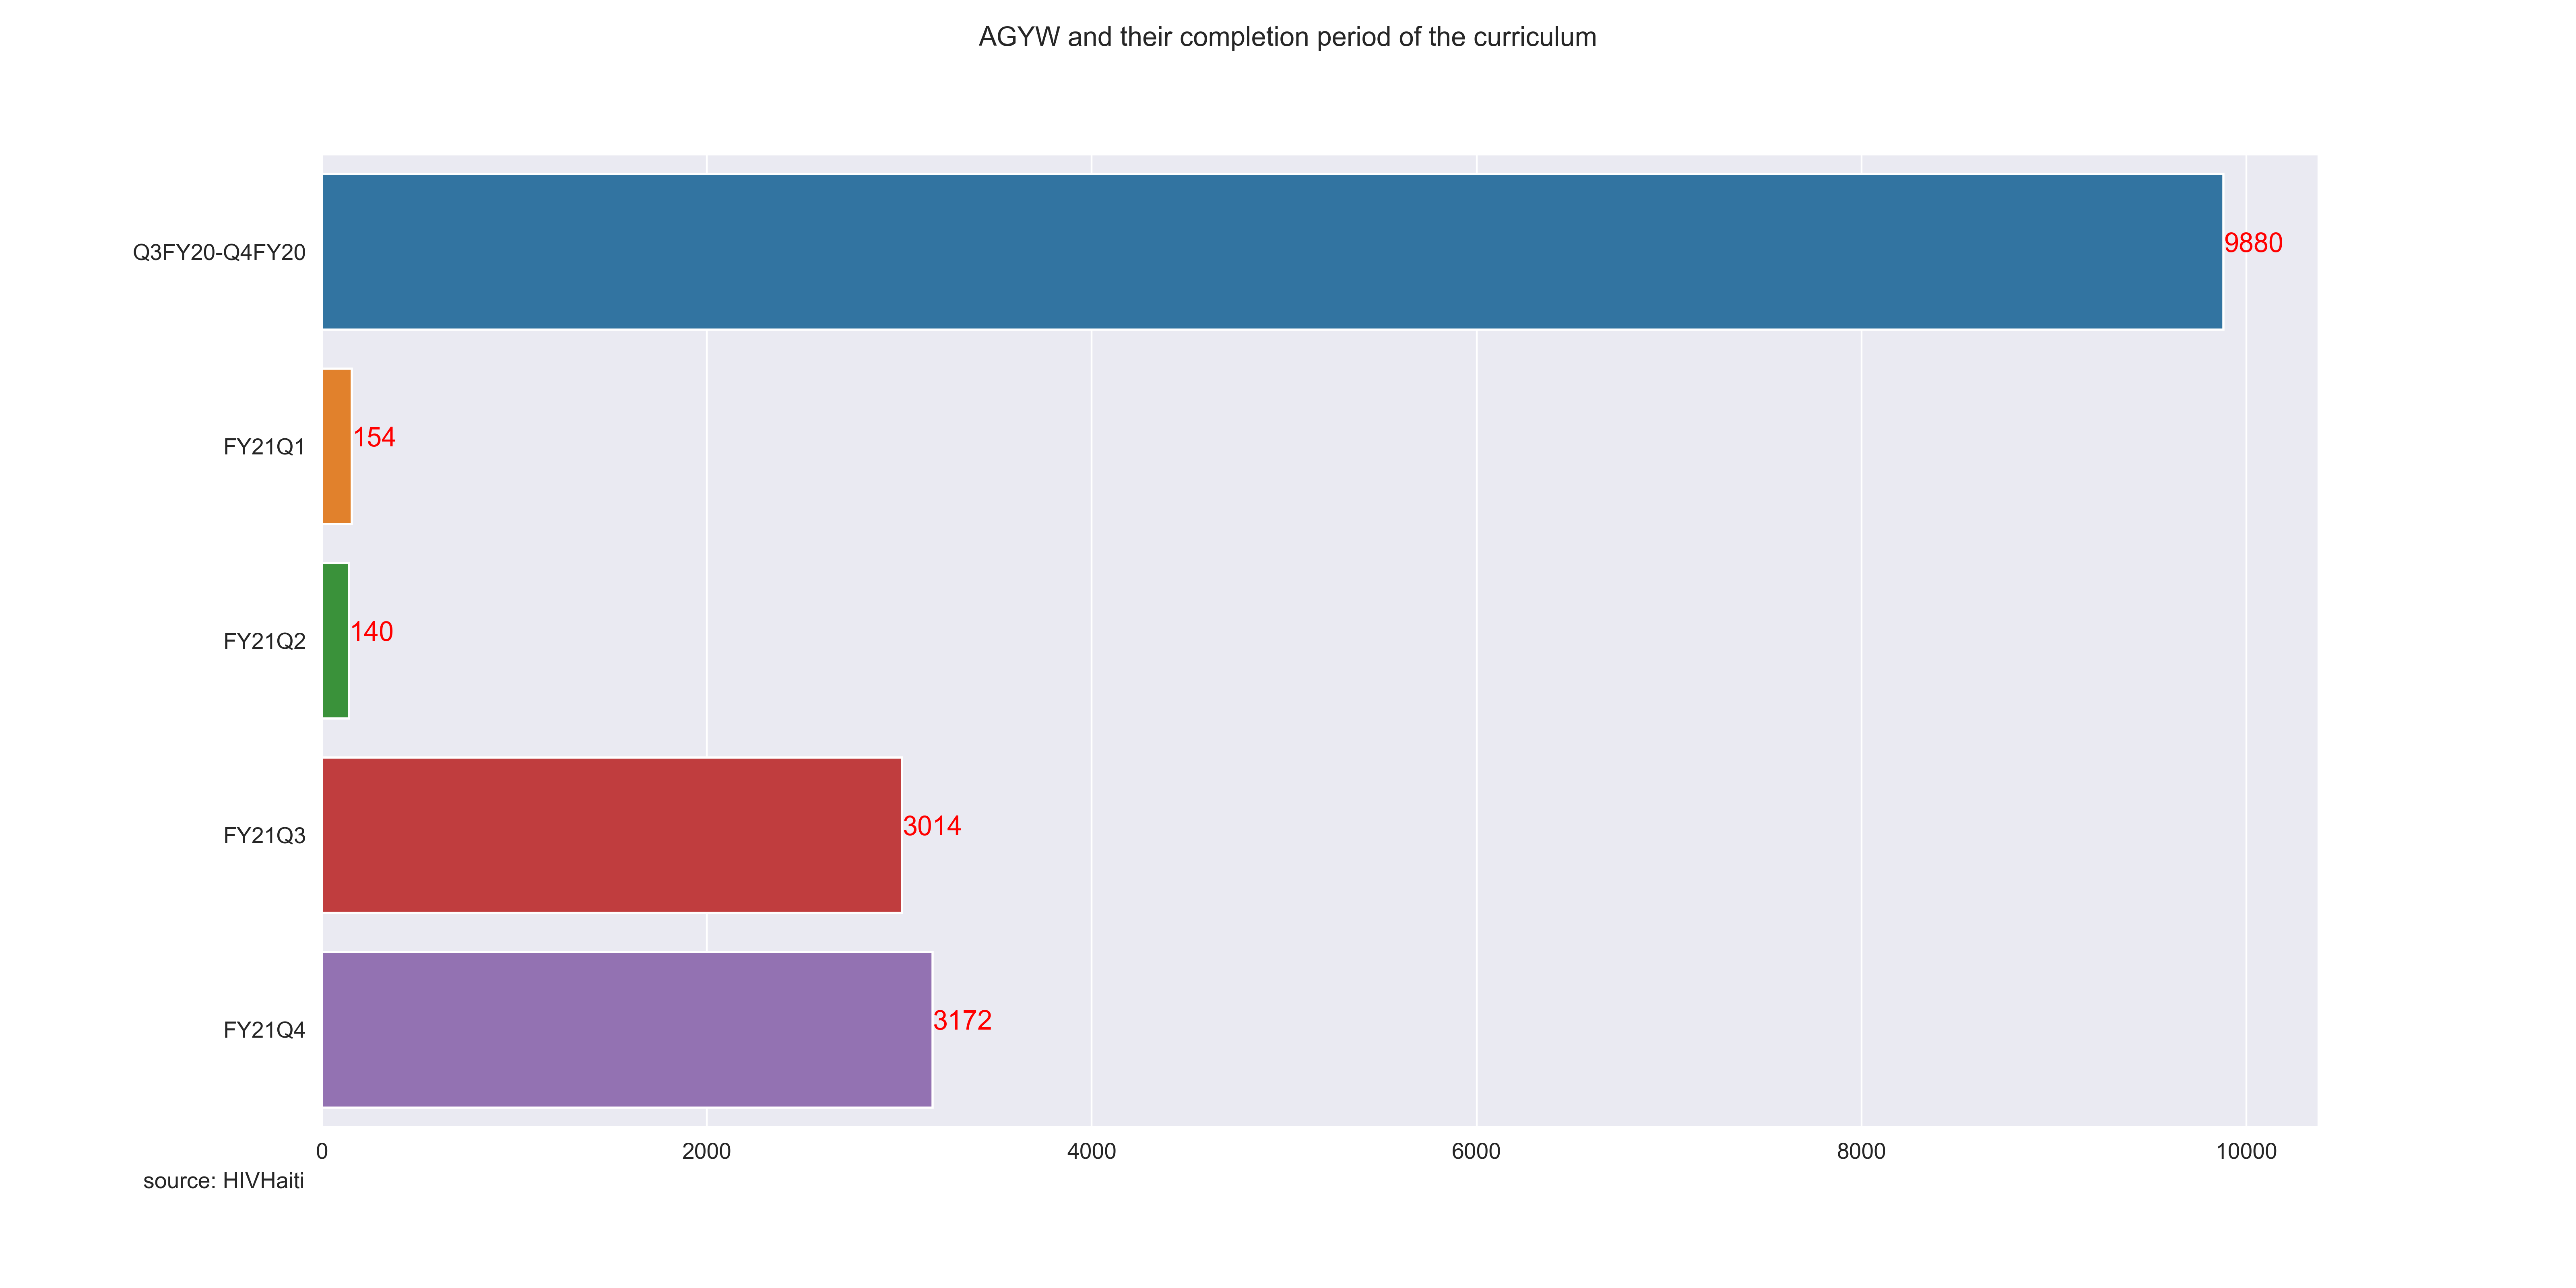 AGYW and their completion period of the curriculum
Q3FY20-Q4FY20
9880
FY21Q1
154
FY21Q2
140
FY21Q3
3014
FY21Q4
3172
0 2000 4000 6000 8000 10000
source: HIVHaiti